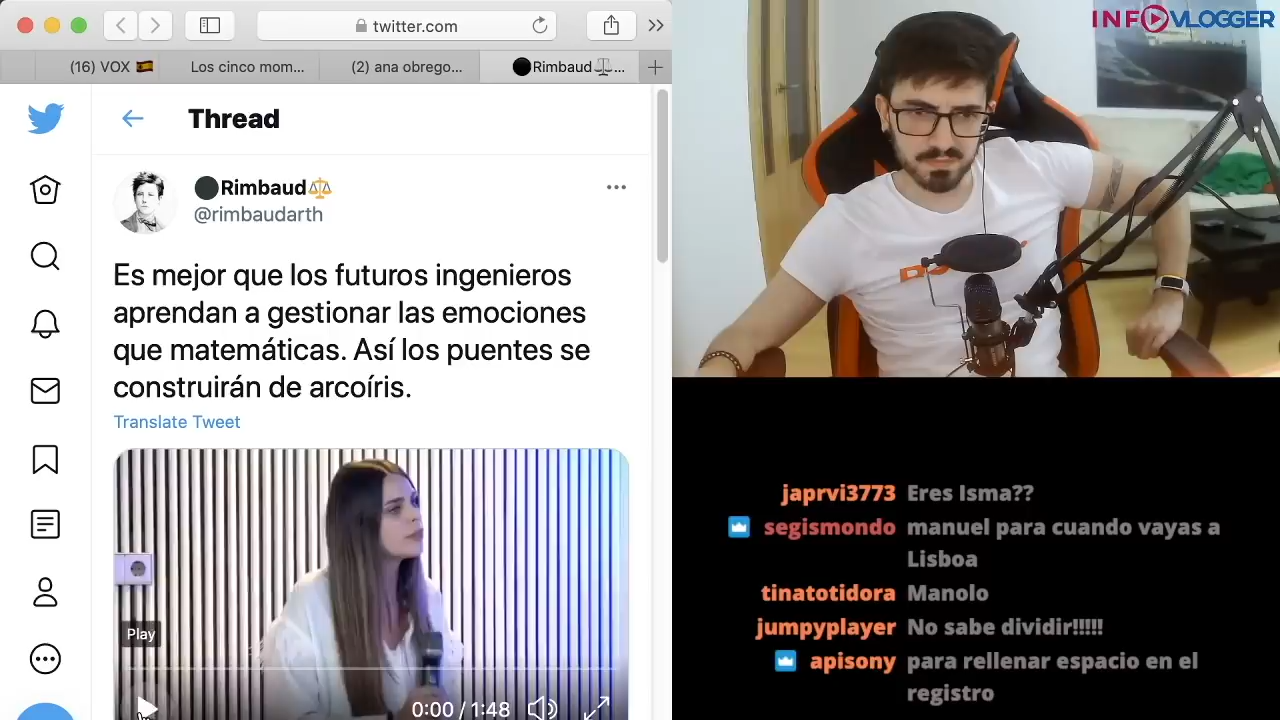 twitter.com
(16) VOX 🇪🇸
Los cinco mom...
(2) ana obrego...
⚫Rimbaud⚖️...
Thread
⚫Rimbaud⚖️
@rimbaudarth
Es mejor que los futuros ingenieros
aprendan a gestionar las emociones
que matemáticas. Así los puentes se
construirán de arcoíris.
Translate Tweet
Play
0:00 / 1:48
INFOVLOGGER
japrvi3773 Eres Isma??
segismondo manuel para cuando vayas a
Lisboa
tinatotidora Manolo
jumpyplayer No sabe dividir!!!!!
apisony para rellenar espacio en el
registro